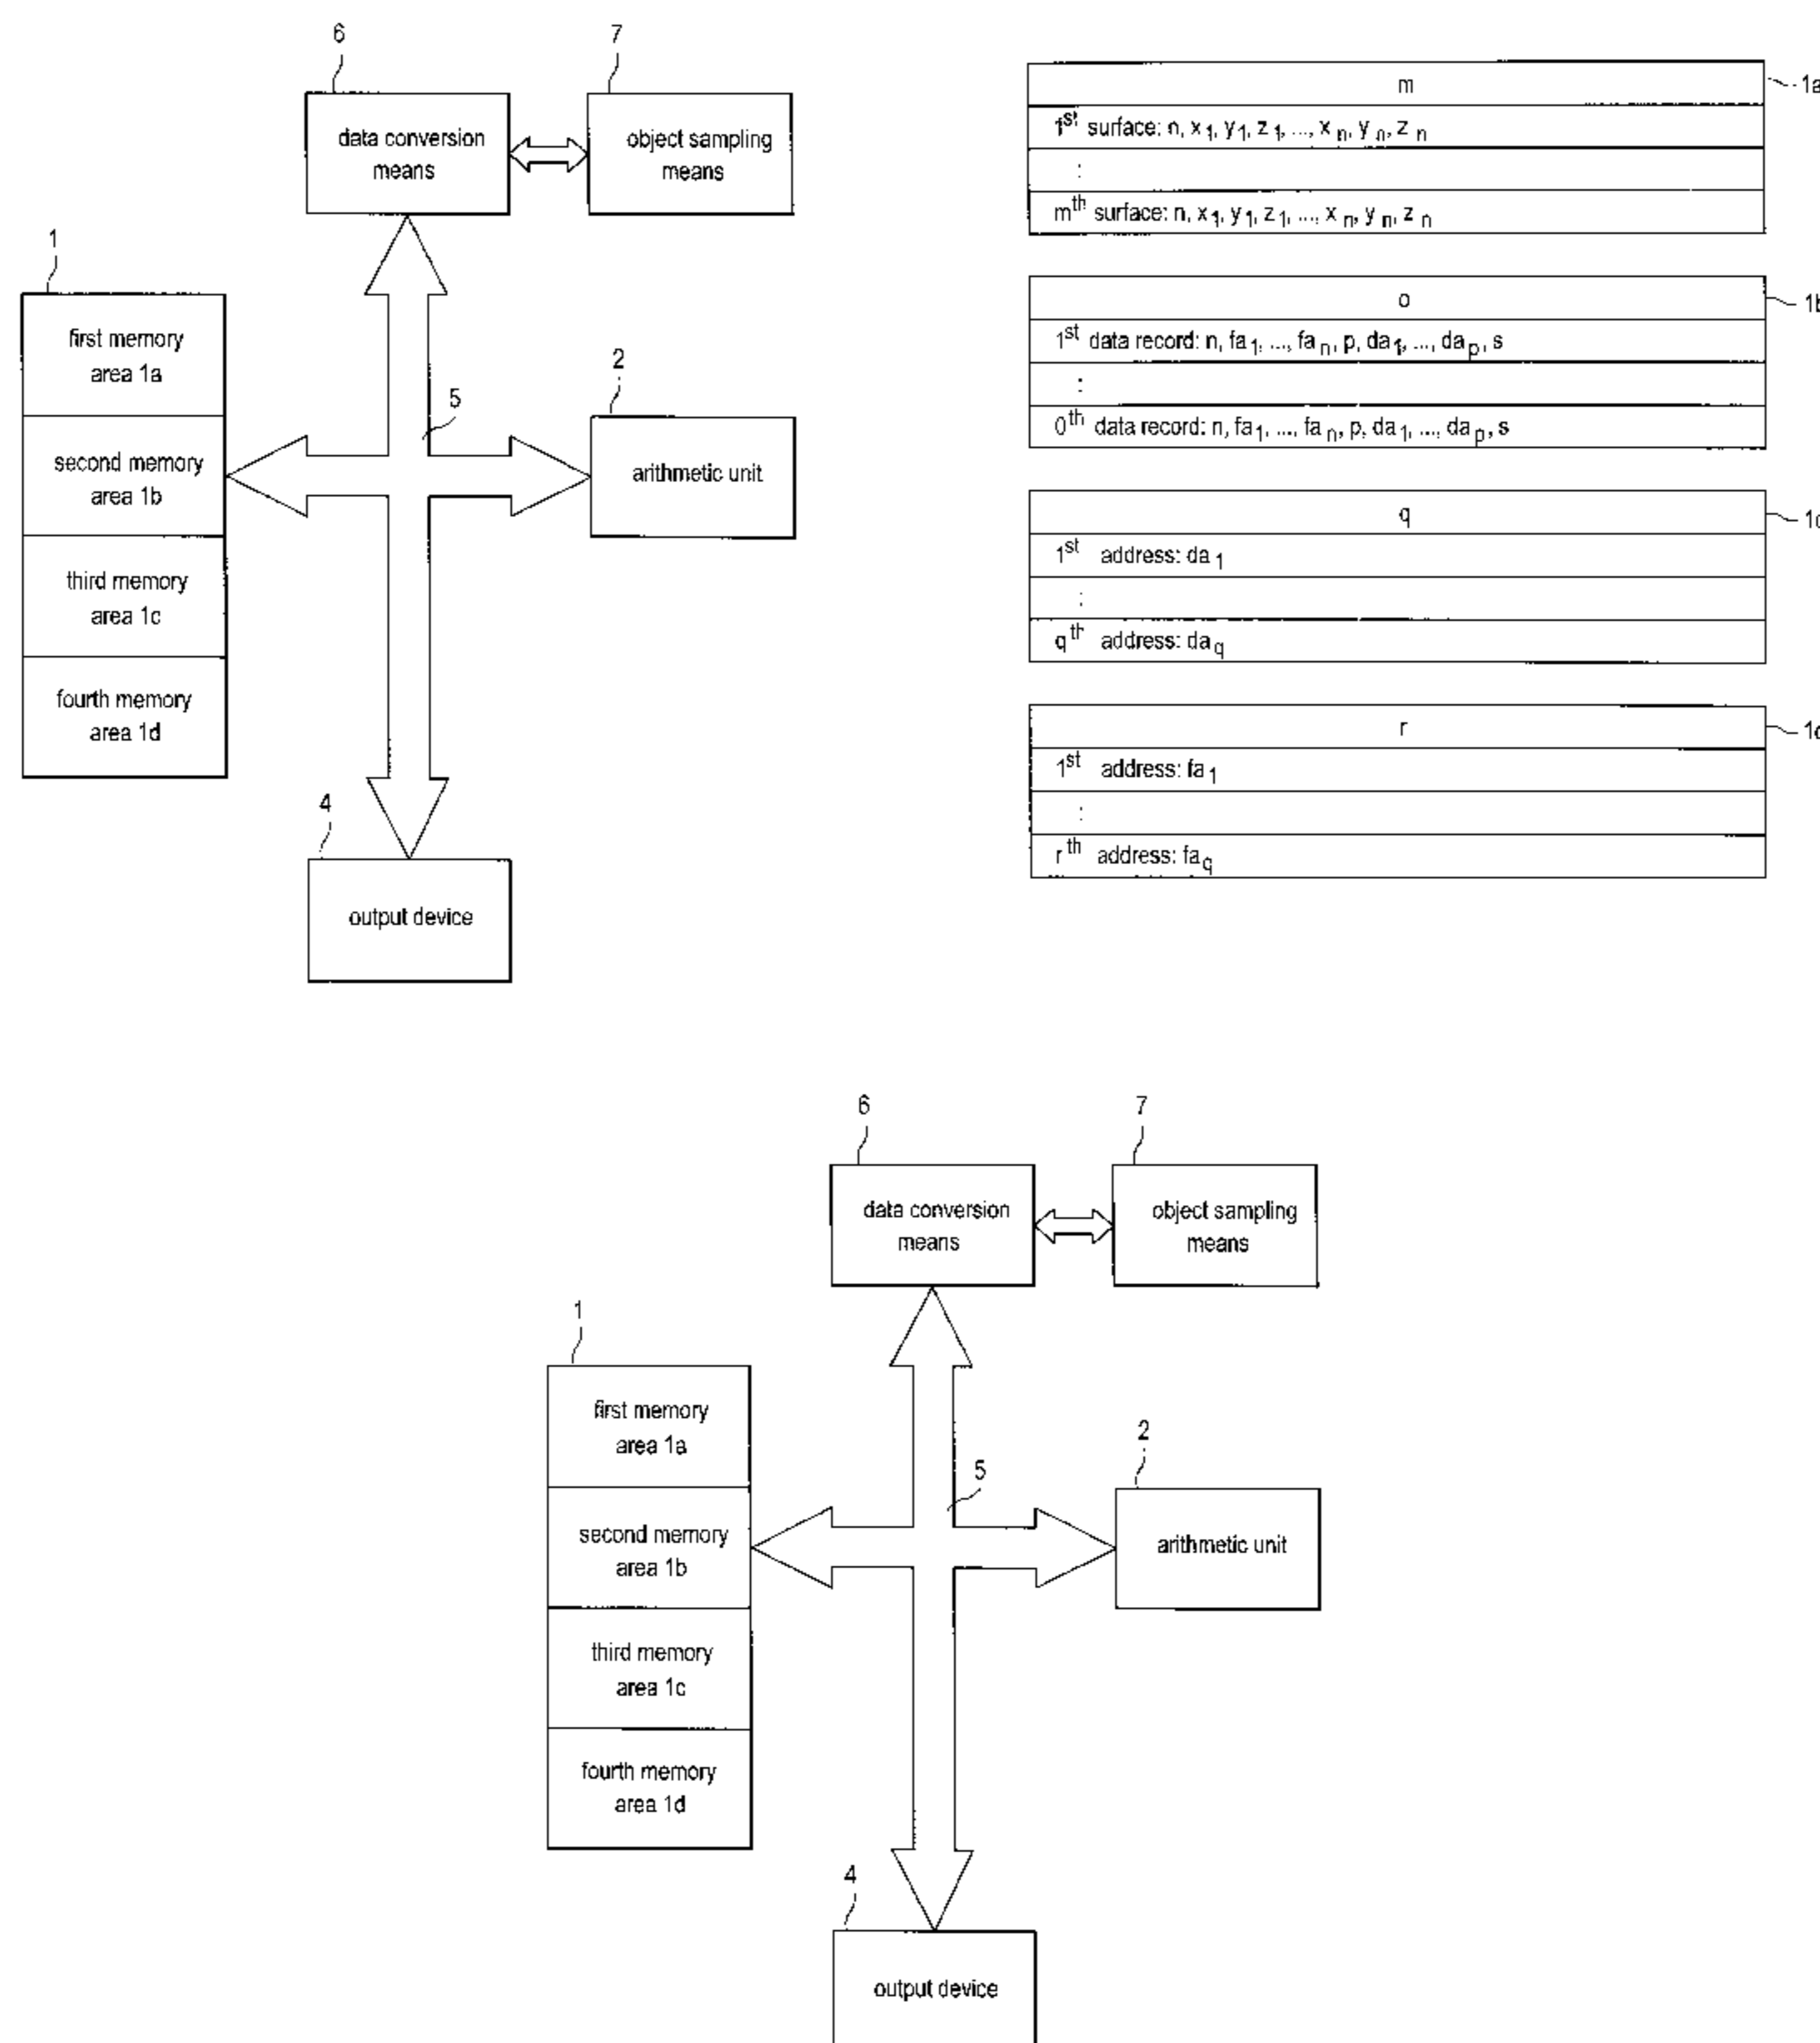 6
7
data conversion
means
object sampling
means
1
first memory
area 1a
second memory
area 1b
third memory
area 1c
fourth memory
area 1d
5
2
arithmetic unit
4
output device
m
1a
1st surface: n, x1, y1, z1, ..., xn, yn, zn
:
mth surface: n, x1, y1, z1, ..., xn, yn, zn
o
1b
1st data record: n, fa1, ..., fan, p, da1, ..., dap, s
:
0th data record: n, fa1, ..., fan, p, da1, ..., dap, s
q
1c
1st address: da1
:
qth address: daq
r
1st address: fa1
:
rth address: faq
6
7
data conversion
means
object sampling
means
1
first memory
area 1a
second memory
area 1b
third memory
area 1c
fourth memory
area 1d
5
2
arithmetic unit
4
output device